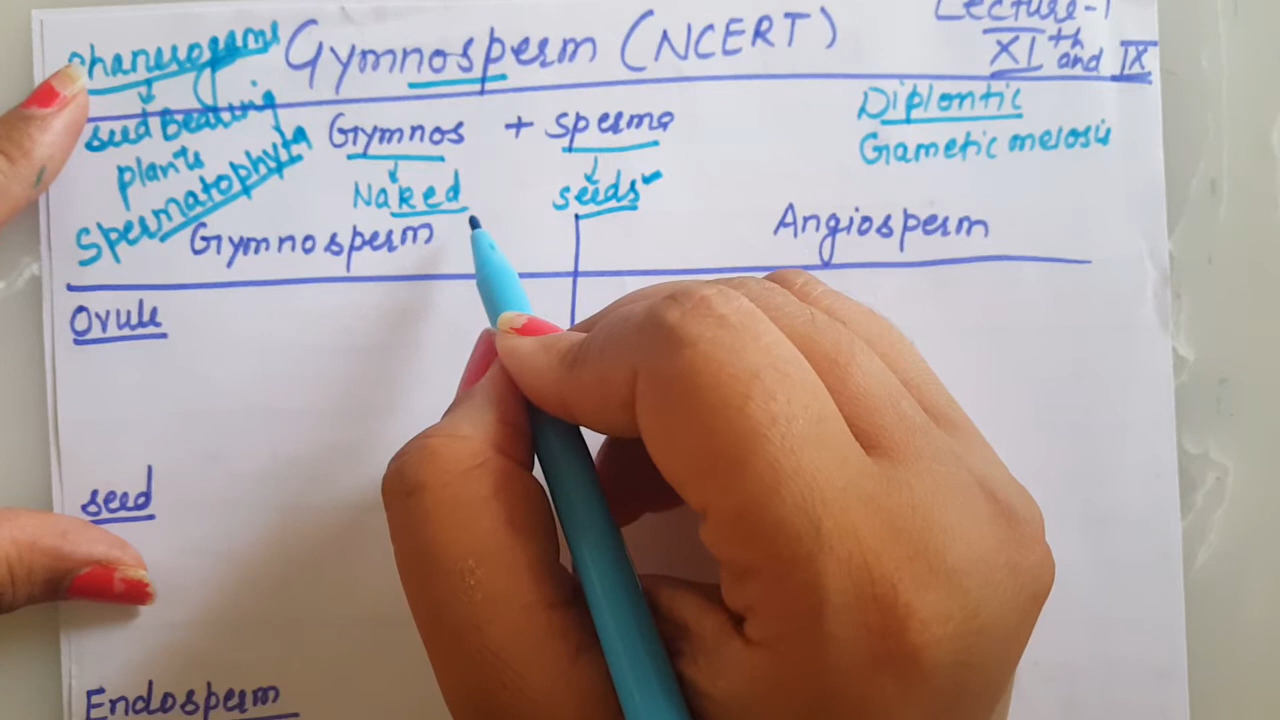 Lecture-1
Gymnosperm (NCERT)
XIth and IX
Phanerogams
seed Bearing
plants
Spermatophyta
Gymnos + sperma
Naked seeds
Diplontic
Gametic meiosis
Gymnosperm Angiosperm
Ovule
seed
Endosperm